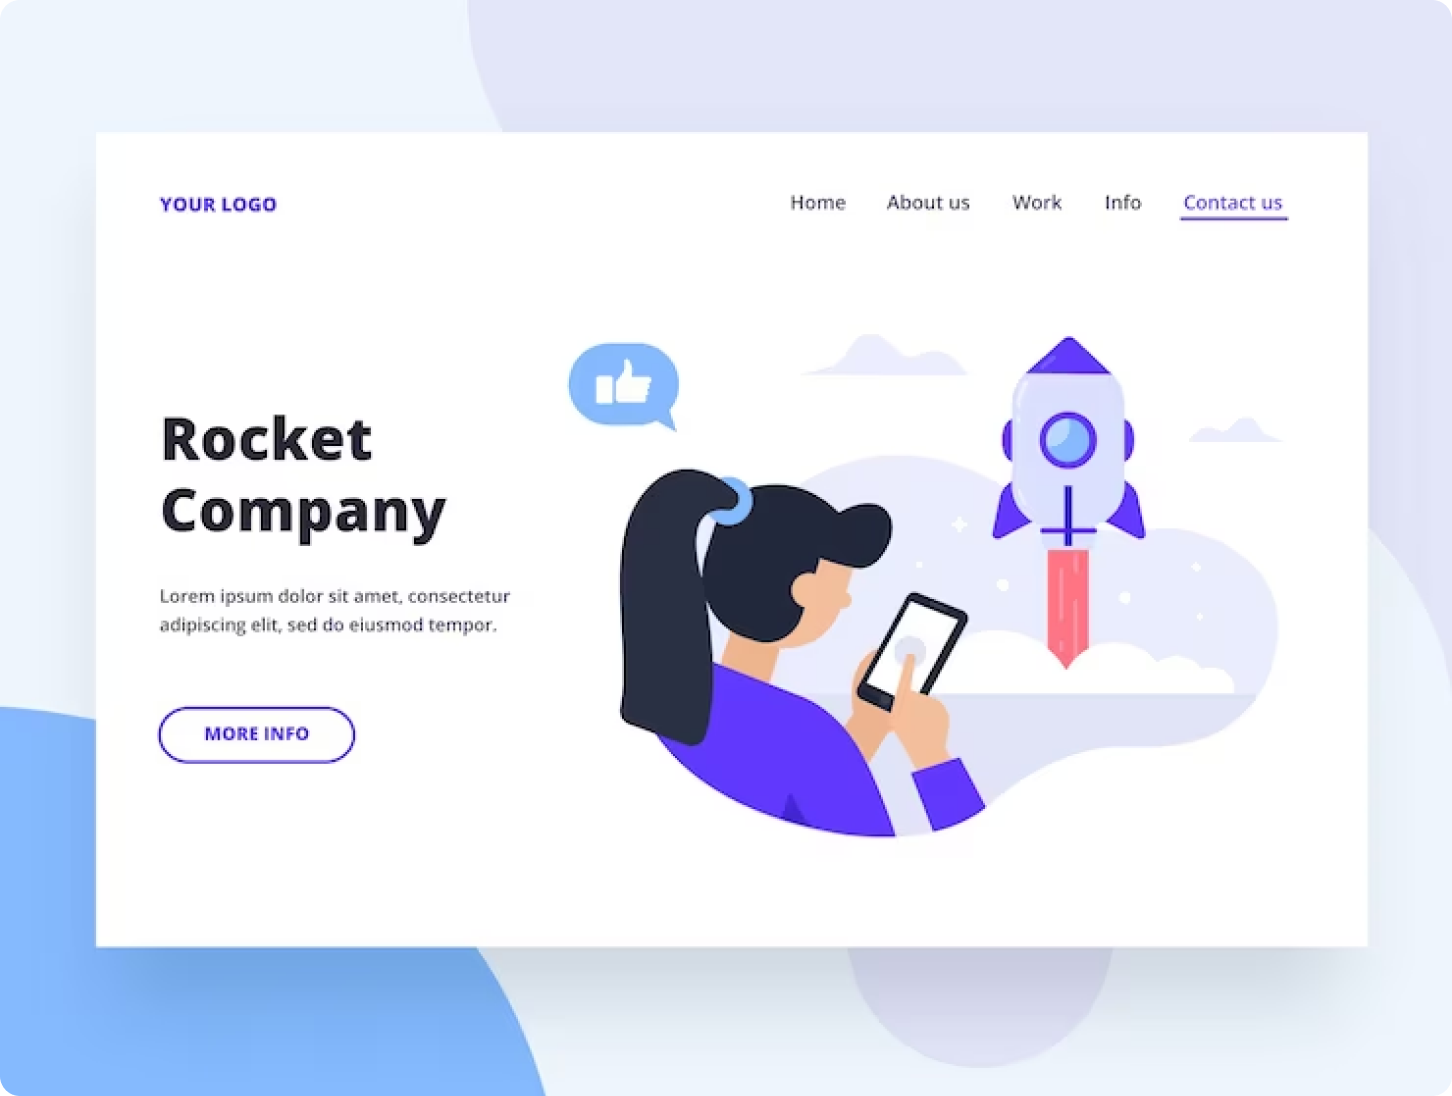 YOUR LOGO
Home About us Work Info Contact us
Rocket
Company
Lorem ipsum dolor sit amet, consectetur
adipiscing elit, sed do eiusmod tempor.
MORE INFO